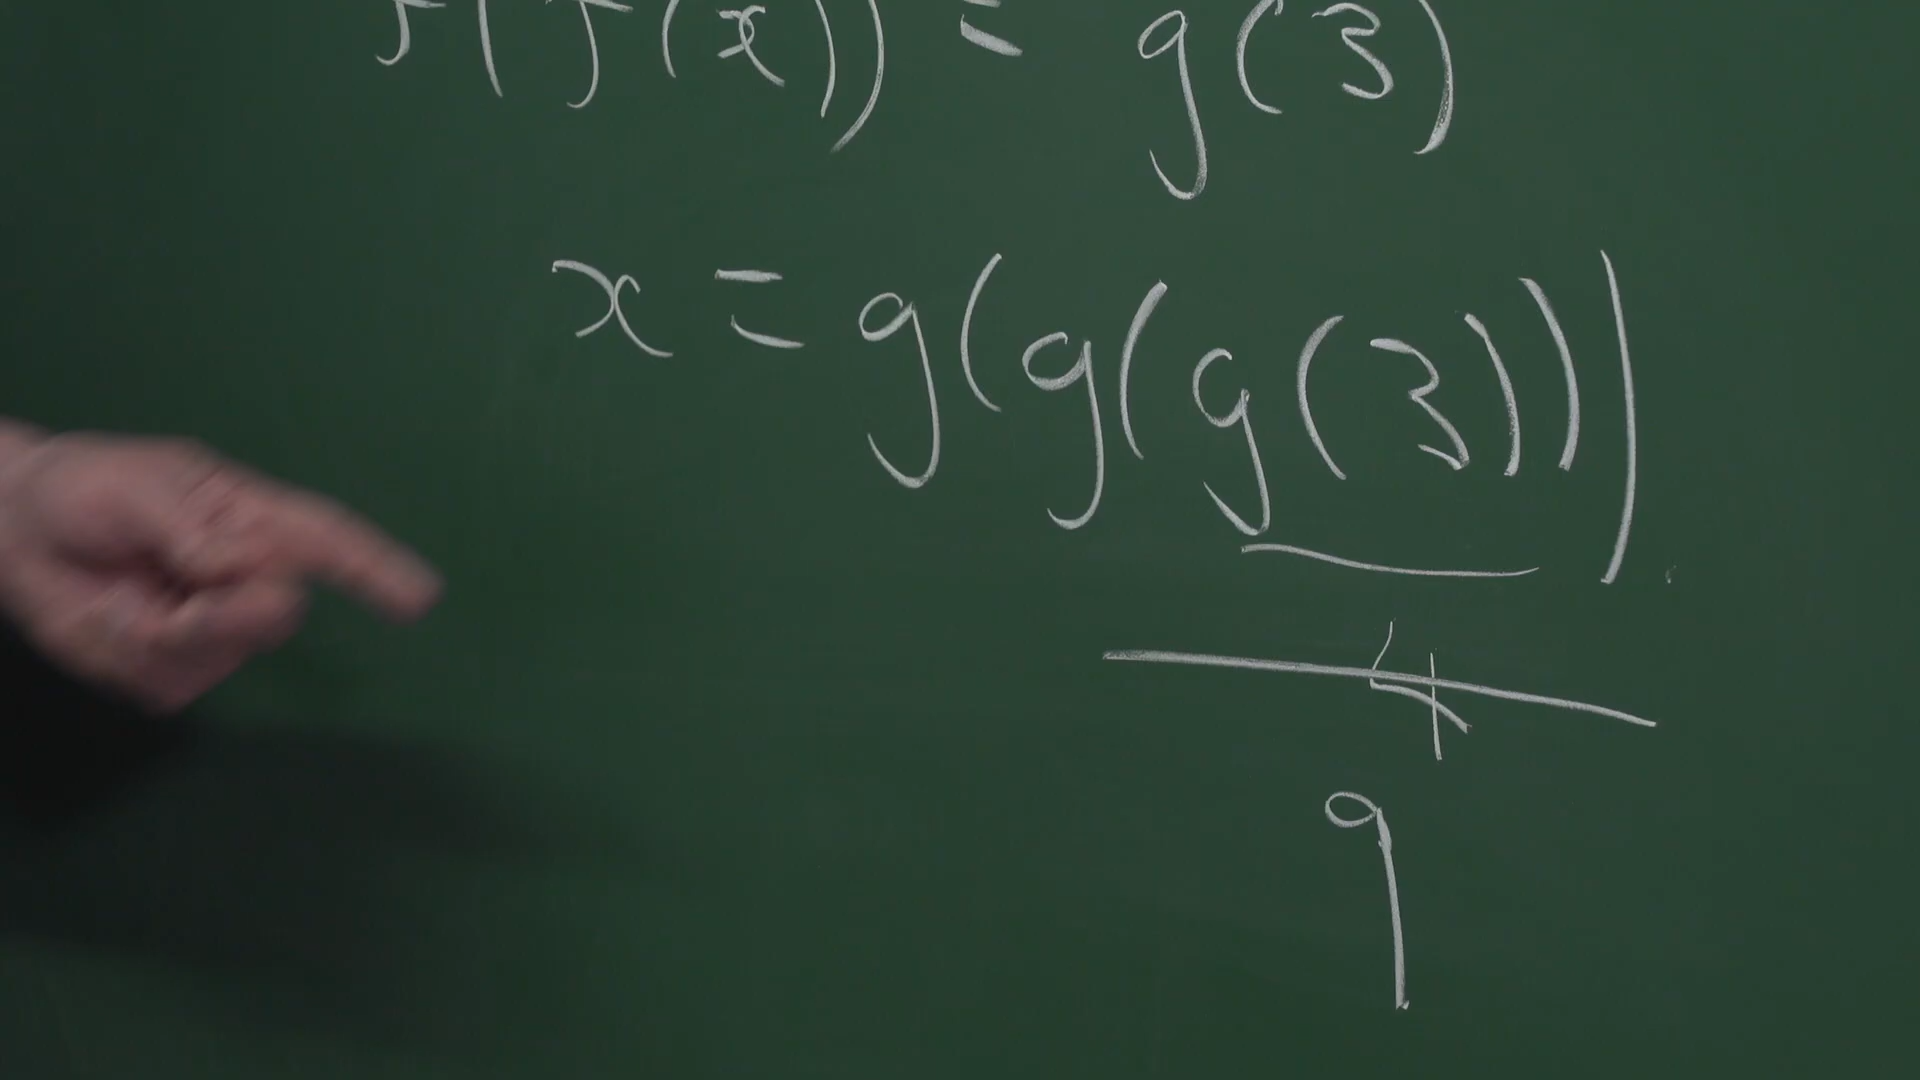 f(f(x)) = g(3)
x = g(g(g(3)))
4
9